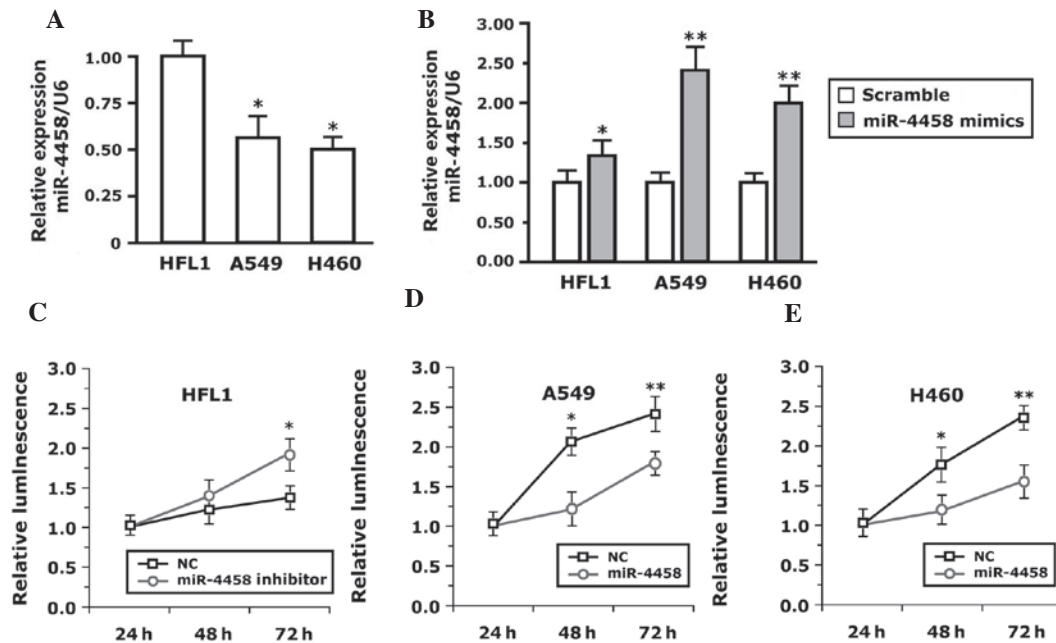 A
Relative expression
miR-4458/U6
1.00
0.75
0.50
0.25
0
*
*
HFL1 A549 H460
B
Relative expression
miR-4458/U6
3.00
2.50
2.00
1.00
0.50
0.00
*
**
**
HFL1 A549 H460
Scramble
miR-4458 mimics
C
Relative luminescence
3.0
2.5
2.0
1.5
1.0
0.5
0.0
HFL1
*
NC
miR-4458 inhibitor
24 h 48 h 72 h
D
Relative luminescence
3.0
2.5
2.0
1.5
1.0
0.5
0.0
A549
*
**
NC
miR-4458
24 h 48 h 72 h
E
Relative luminescence
3.0
2.5
2.0
1.5
1.0
0.5
0.0
H460
*
**
NC
miR-4458
24 h 48 h 72 h